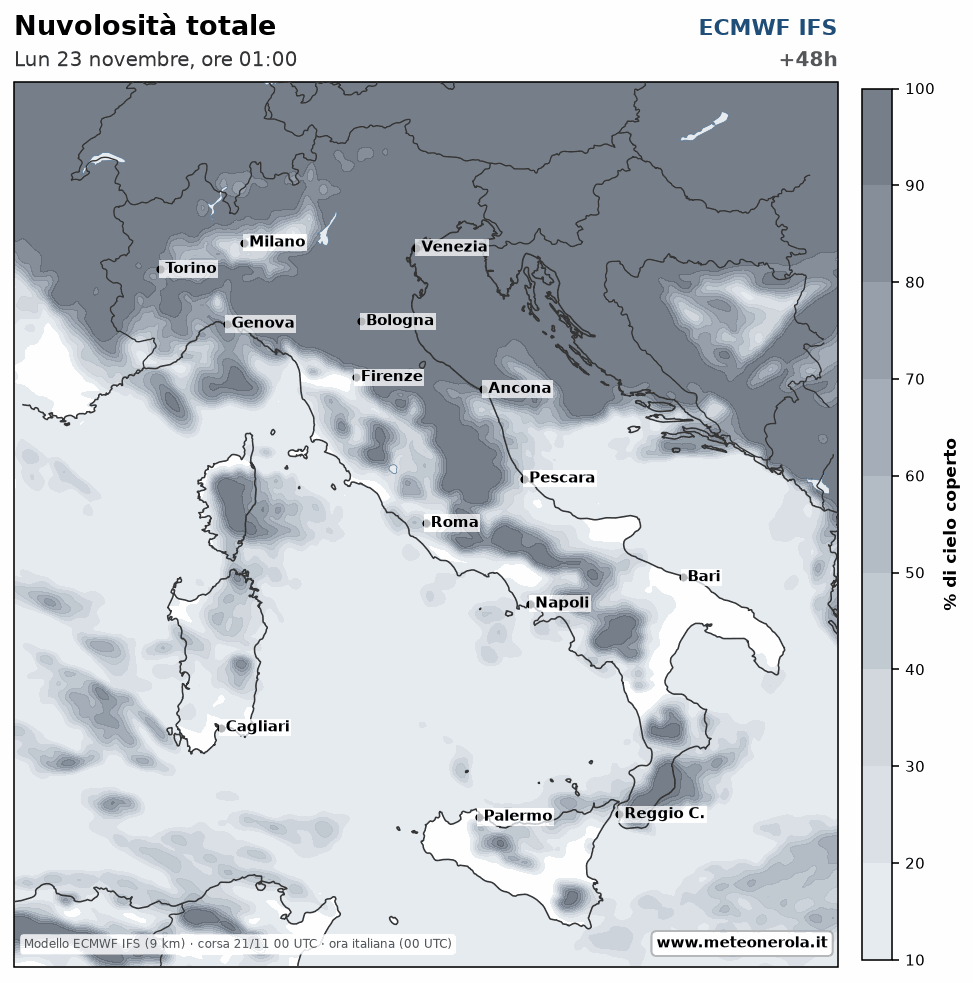 Nuvolosità totale
ECMWF IFS
Lun 23 novembre, ore 01:00
+48h
100
90
80
70
60
50
40
30
20
10
% di cielo coperto
Milano
Venezia
Torino
Genova
Bologna
Firenze
Ancona
Pescara
Roma
Bari
Napoli
Cagliari
Palermo
Reggio C.
Modello ECMWF IFS (9 km) · corsa 21/11 00 UTC · ora italiana (00 UTC)
www.meteonerola.it